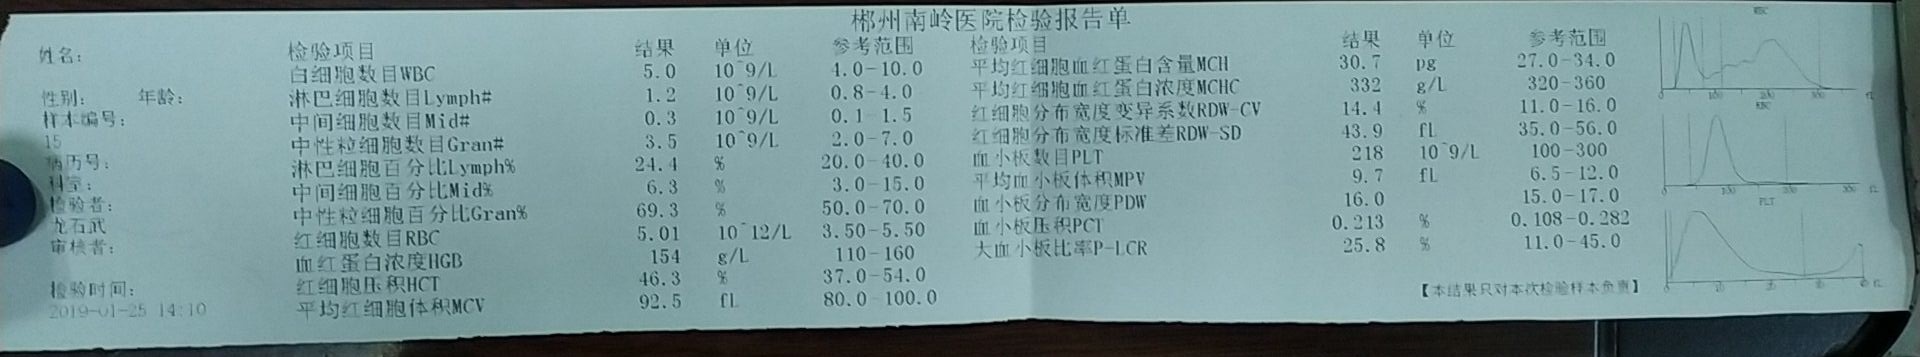 郴州南岭医院检验报告单
姓名:
性别: 年龄:
样本编号:
15
病历号:
科室:
检验者:
龙石武
审核者:
检验时间:
2019-01-25 14:10
检验项目 结果 单位 参考范围
白细胞数目WBC 5.0 10^9/L 4.0-10.0
淋巴细胞数目Lymph# 1.2 10^9/L 0.8-4.0
中间细胞数目Mid# 0.3 10^9/L 0.1-1.5
中性粒细胞数目Gran# 3.5 10^9/L 2.0-7.0
淋巴细胞百分比Lymph% 24.4 % 20.0-40.0
中间细胞百分比Mid% 6.3 % 3.0-15.0
中性粒细胞百分比Gran% 69.3 % 50.0-70.0
红细胞数目RBC 5.01 10^12/L 3.50-5.50
血红蛋白浓度HGB 154 g/L 110-160
红细胞压积HCT 46.3 % 37.0-54.0
平均红细胞体积MCV 92.5 fL 80.0-100.0
检验项目 结果 单位 参考范围
平均红细胞血红蛋白含量MCH 30.7 pg 27.0-34.0
平均红细胞血红蛋白浓度MCHC 332 g/L 320-360
红细胞分布宽度变异系数RDW-CV 14.4 % 11.0-16.0
红细胞分布宽度标准差RDW-SD 43.9 fL 35.0-56.0
血小板数目PLT 218 10^9/L 100-300
平均血小板体积MPV 9.7 fL 6.5-12.0
血小板分布宽度PDW 16.0 15.0-17.0
血小板压积PCT 0.213 % 0.108-0.282
大血小板比率P-LCR 25.8 % 11.0-45.0
【本结果只对本次检验样本负责】
WBC
0 100 200 300 fL
RBC
0 100 200 300 fL
PLT